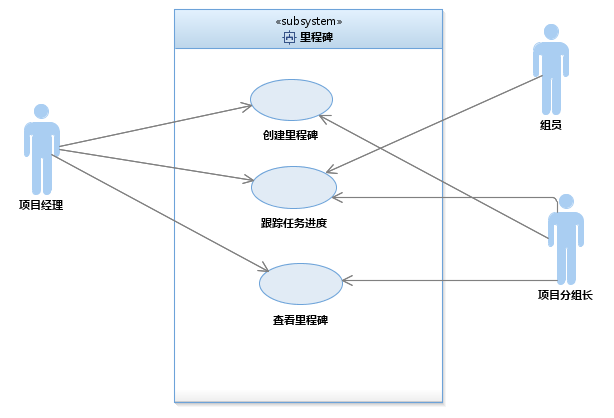 «subsystem»
里程碑
创建里程碑
组员
项目经理
跟踪任务进度
项目分组长
查看里程碑